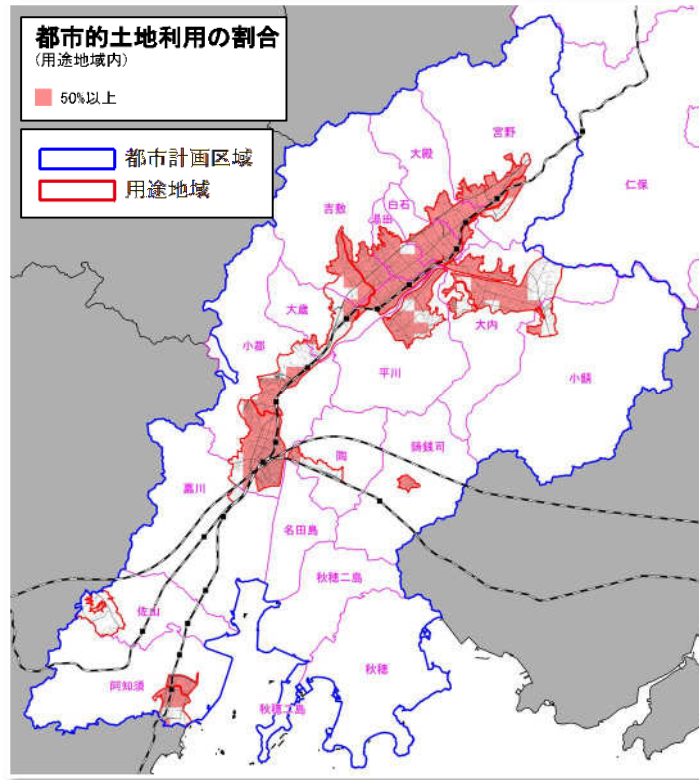 都市的土地利用の割合
(用途地域内)
50%以上
都市計画区域
用途地域
宮野
大殿
仁保
白石
吉敷
湯田
大歳
小郡
大内
平川
小鯖
陶
鋳銭司
嘉川
名田島
秋穂二島
佐山
秋穂
阿知須
秋穂二島